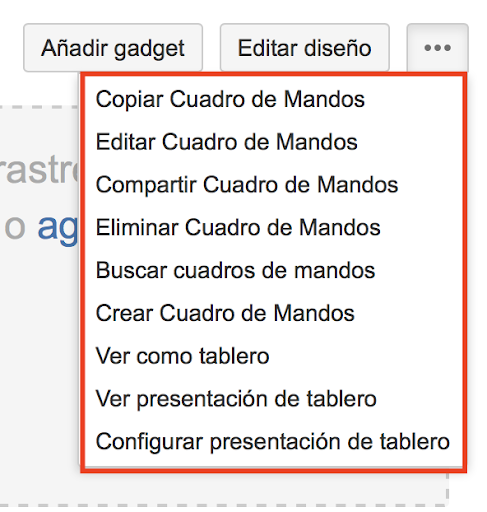 Añadir gadget
Editar diseño
Copiar Cuadro de Mandos
Editar Cuadro de Mandos
Compartir Cuadro de Mandos
Eliminar Cuadro de Mandos
Buscar cuadros de mandos
Crear Cuadro de Mandos
Ver como tablero
Ver presentación de tablero
Configurar presentación de tablero
o